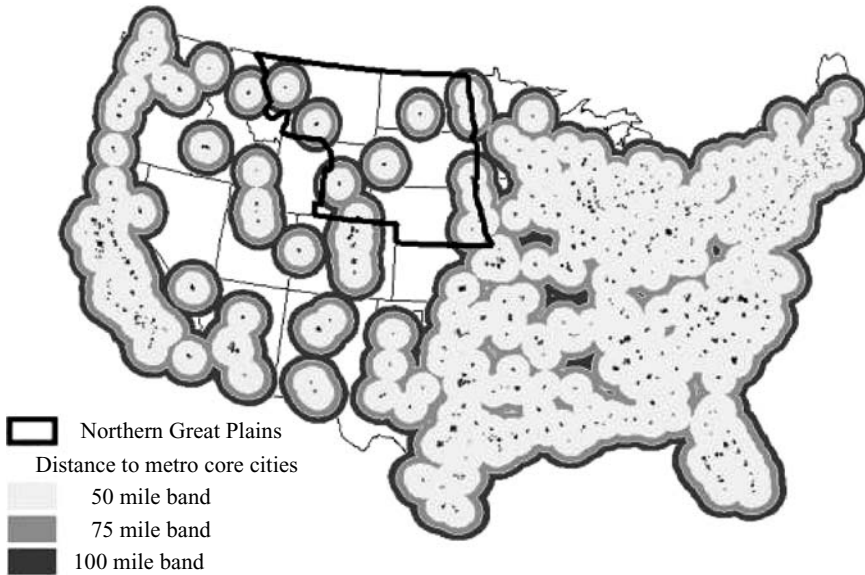 Northern Great Plains
Distance to metro core cities
50 mile band
75 mile band
100 mile band